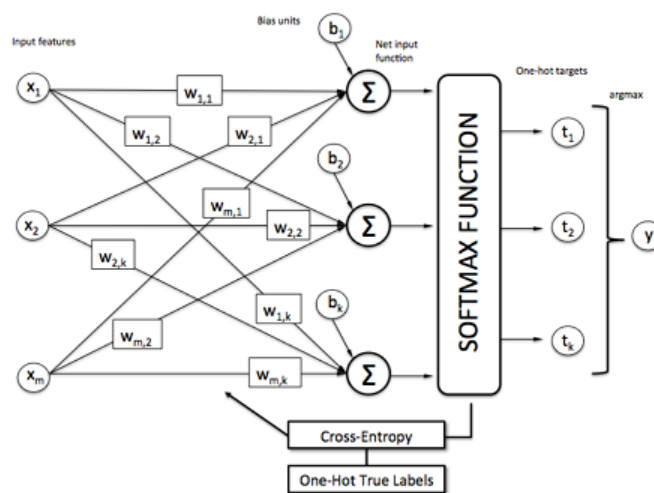 Input features
Bias units
Net input
function
One-hot targets
argmax
b1
x1
w1,1
Σ
w1,2
w2,1
t1
b2
x2
wm,1
w2,2
Σ
SOFTMAX FUNCTION
t2
y
w2,k
bk
w1,k
wm,2
t k
xm
wm,k
Σ
Cross-Entropy
One-Hot True Labels